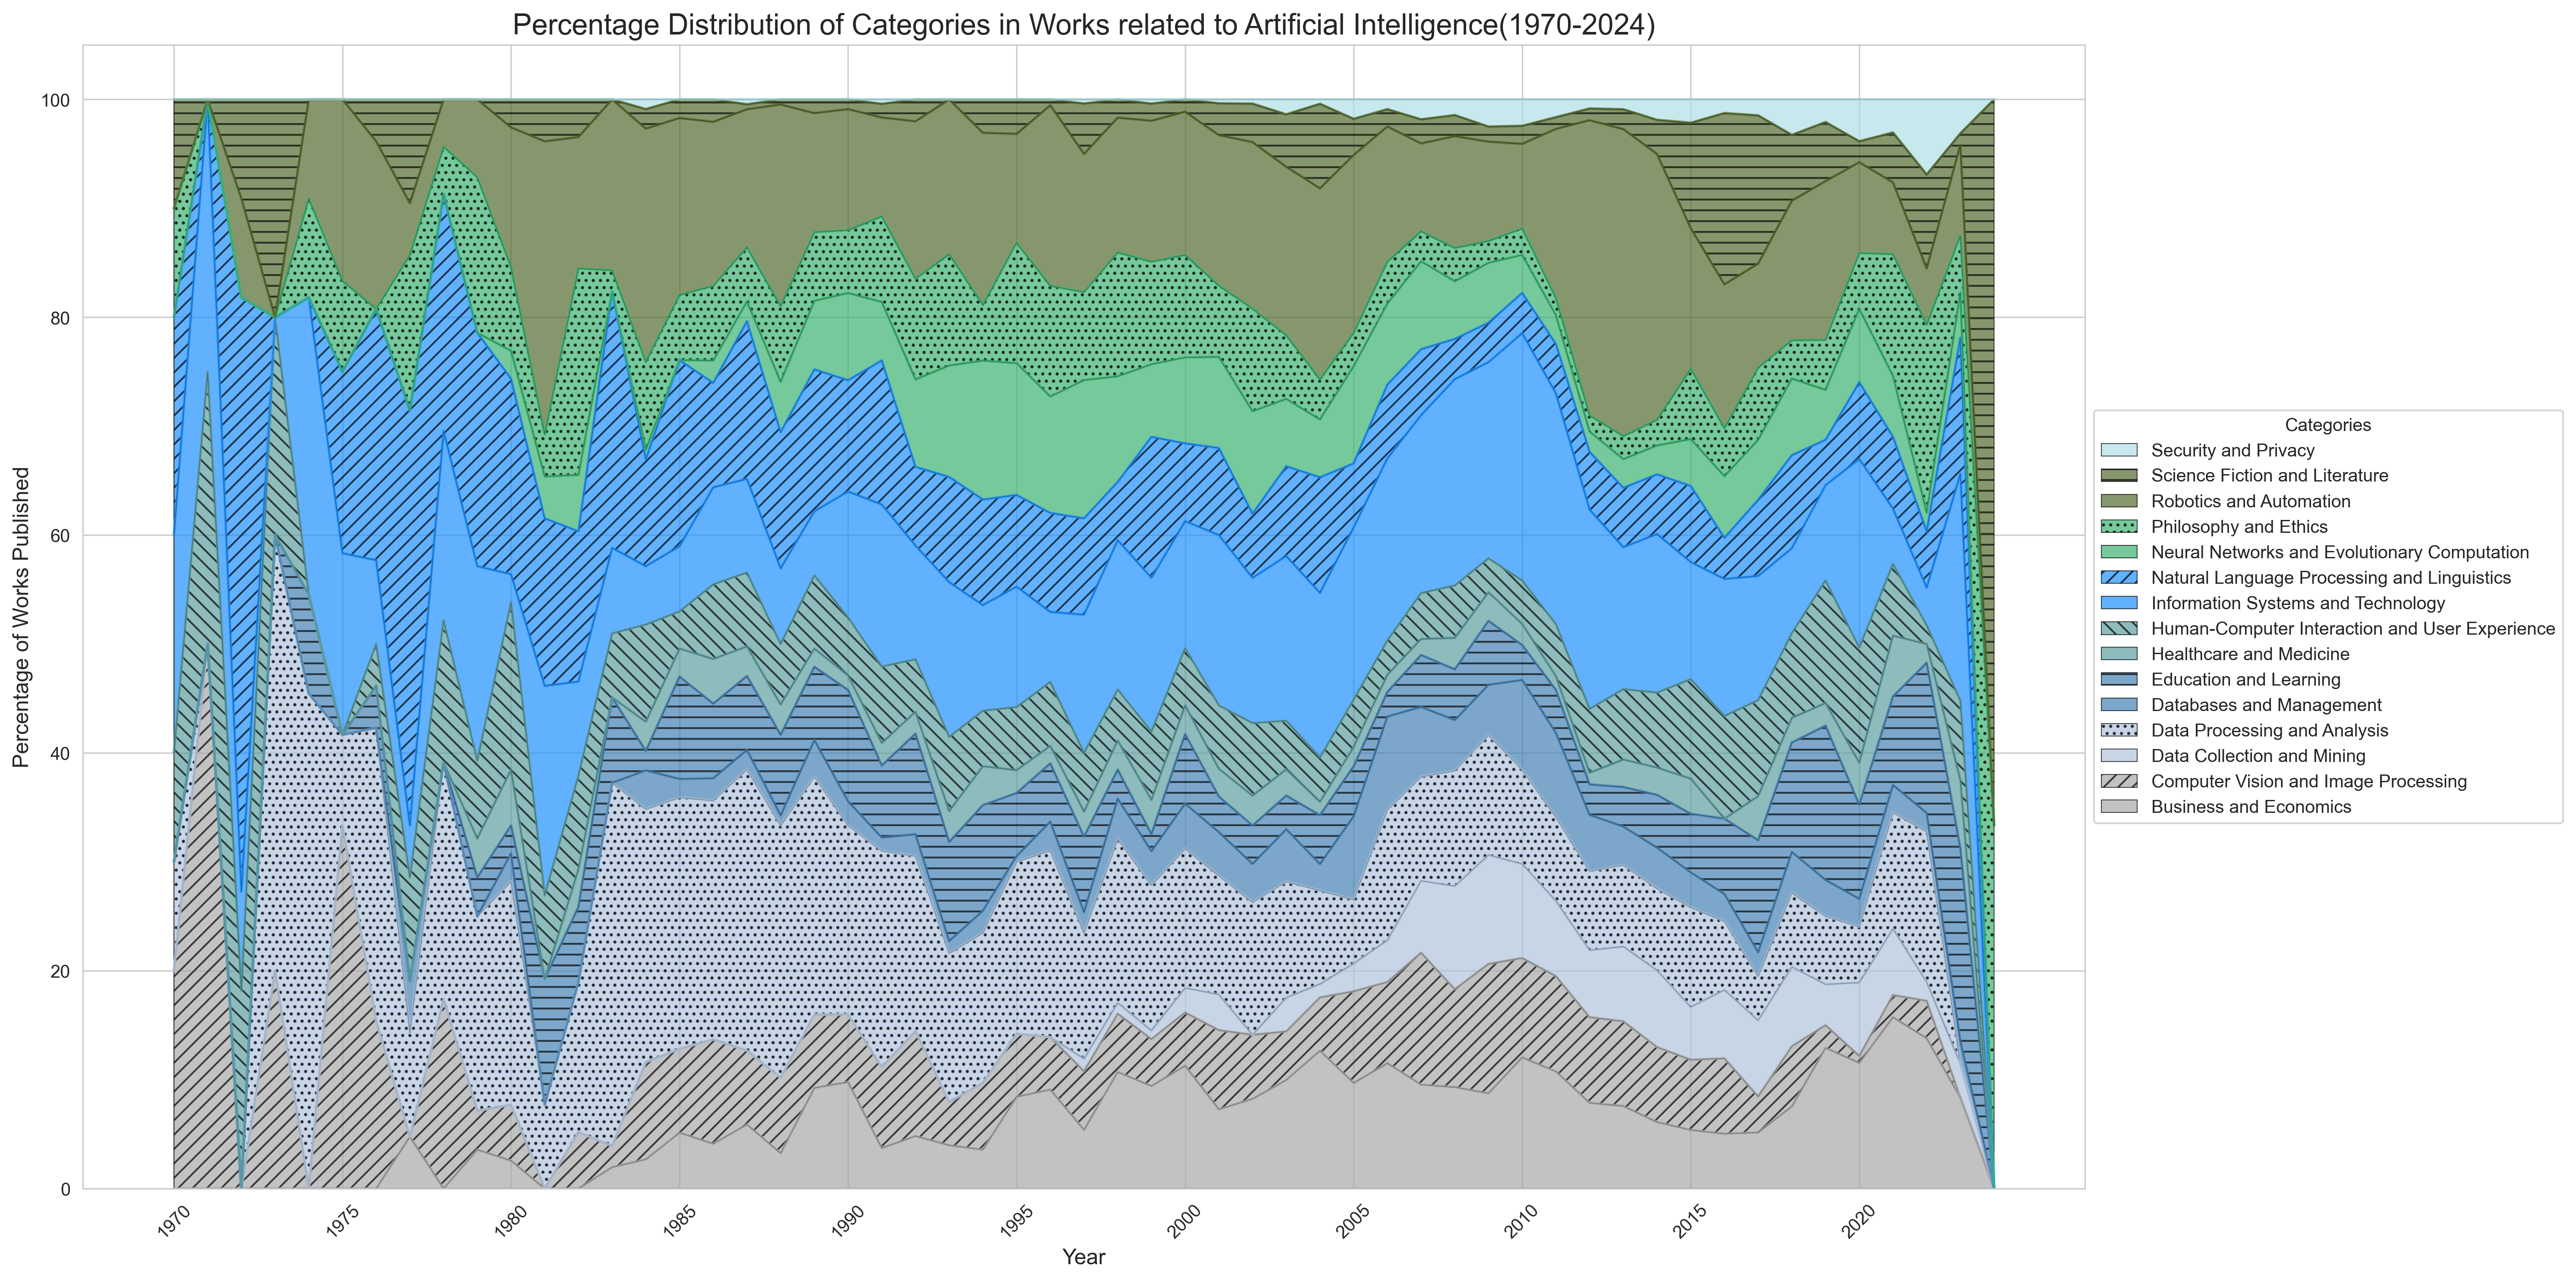 Percentage Distribution of Categories in Works related to Artificial Intelligence(1970-2024)
Percentage of Works Published
100
80
60
40
20
0
1970
1975
1980
1985
1990
1995
2000
2005
2010
2015
2020
Year
Categories
Security and Privacy
Science Fiction and Literature
Robotics and Automation
Philosophy and Ethics
Neural Networks and Evolutionary Computation
Natural Language Processing and Linguistics
Information Systems and Technology
Human-Computer Interaction and User Experience
Healthcare and Medicine
Education and Learning
Databases and Management
Data Processing and Analysis
Data Collection and Mining
Computer Vision and Image Processing
Business and Economics